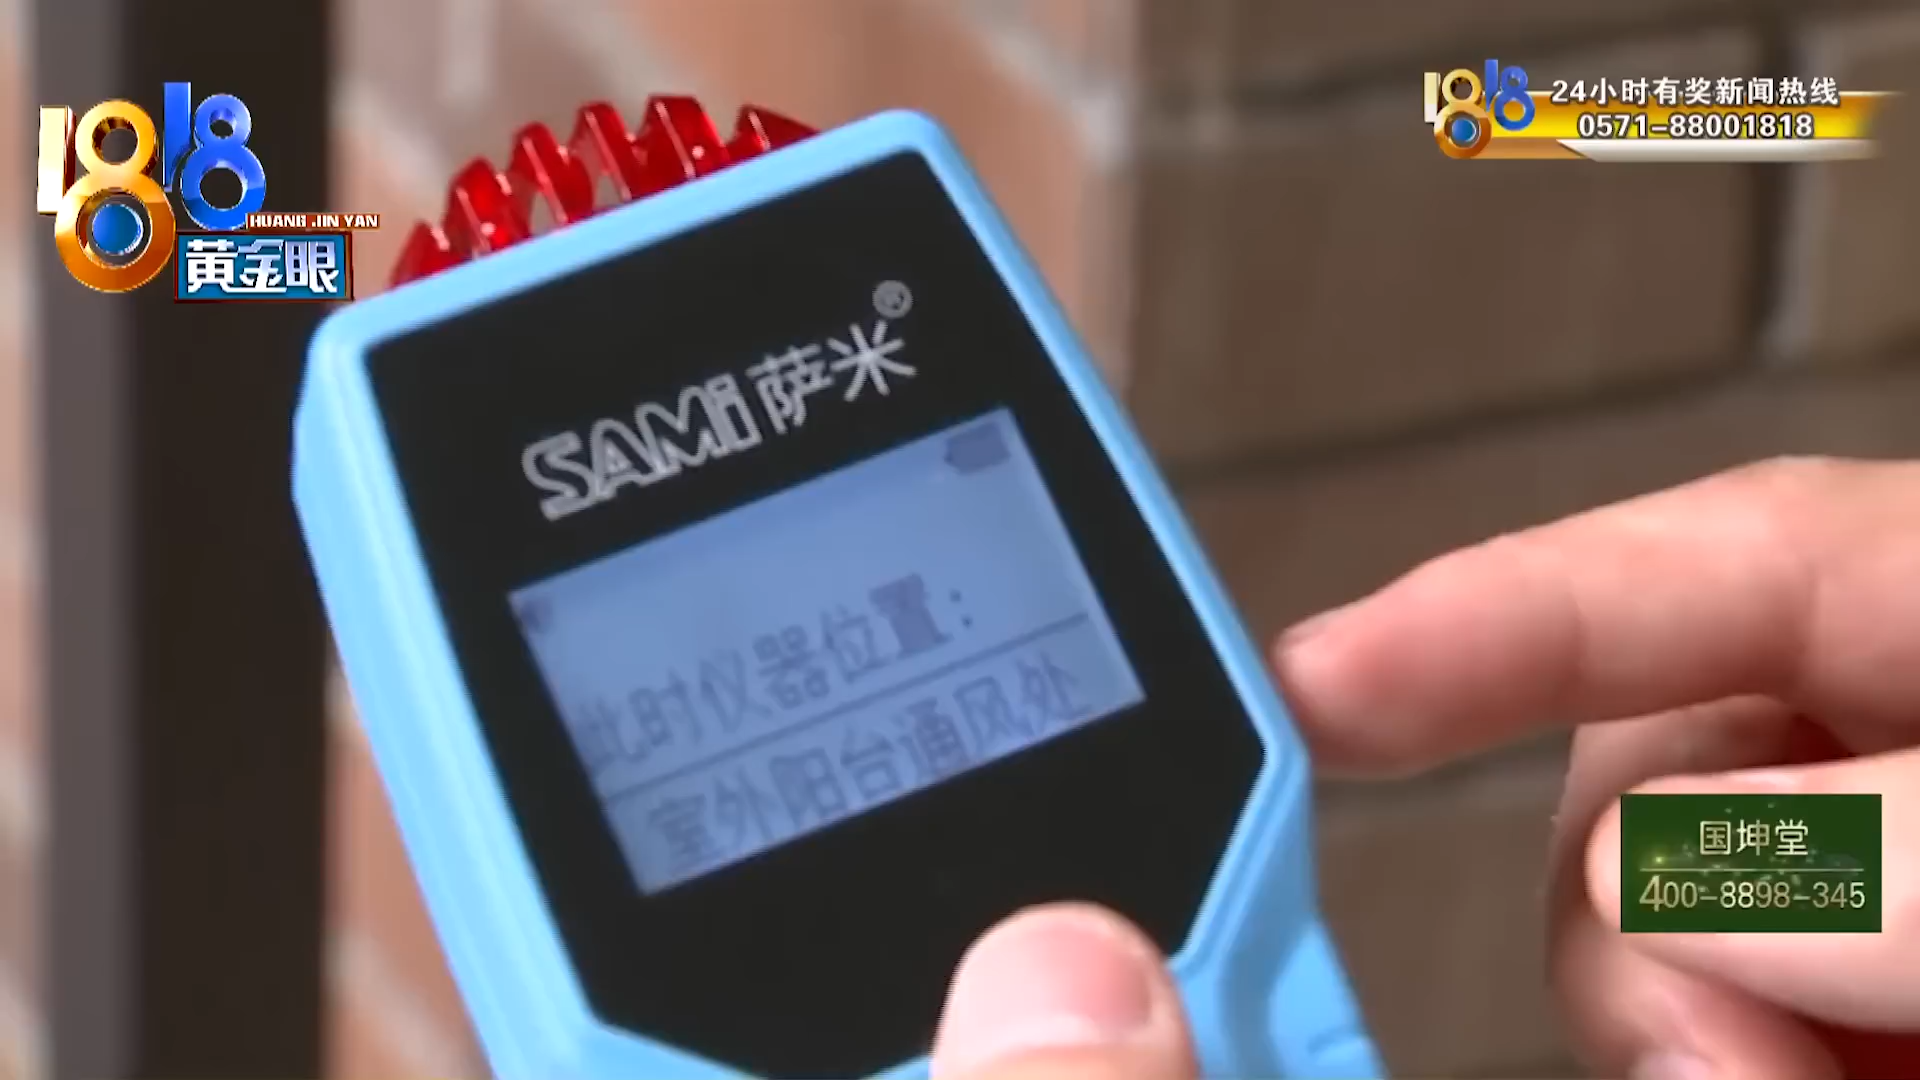 1818
HUANG JIN YAN
黄金眼
1818
24小时有奖新闻热线
0571-88001818
SAMi萨米®
此时仪器位置：
室外阳台通风处
国坤堂
400-8898-345